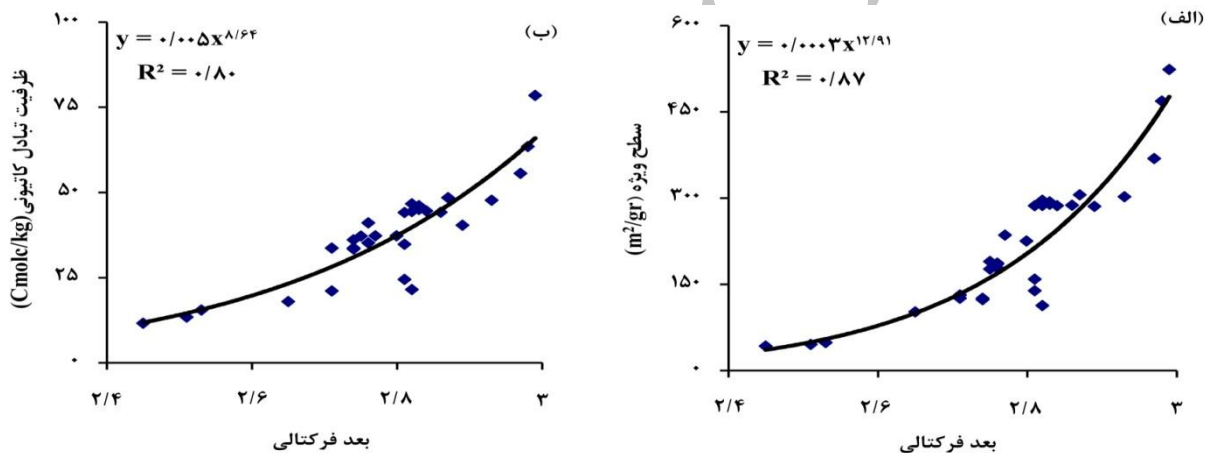 (الف)
y = ۰/۰۰۰۳x^۱۲/۹۱
R² = ۰/۸۷
سطح ویژه (m²/gr)
۶۰۰
۴۵۰
۳۰۰
۱۵۰
۰
۲/۴ ۲/۶ ۲/۸ ۳
بعد فرکتالی
(ب)
y = ۰/۰۰۵x^۸/۶۴
R² = ۰/۸۰
ظرفیت تبادل کاتیونی (Cmolc/kg)
۱۰۰
۷۵
۵۰
۲۵
۰
۲/۴ ۲/۶ ۲/۸ ۳
بعد فرکتالی